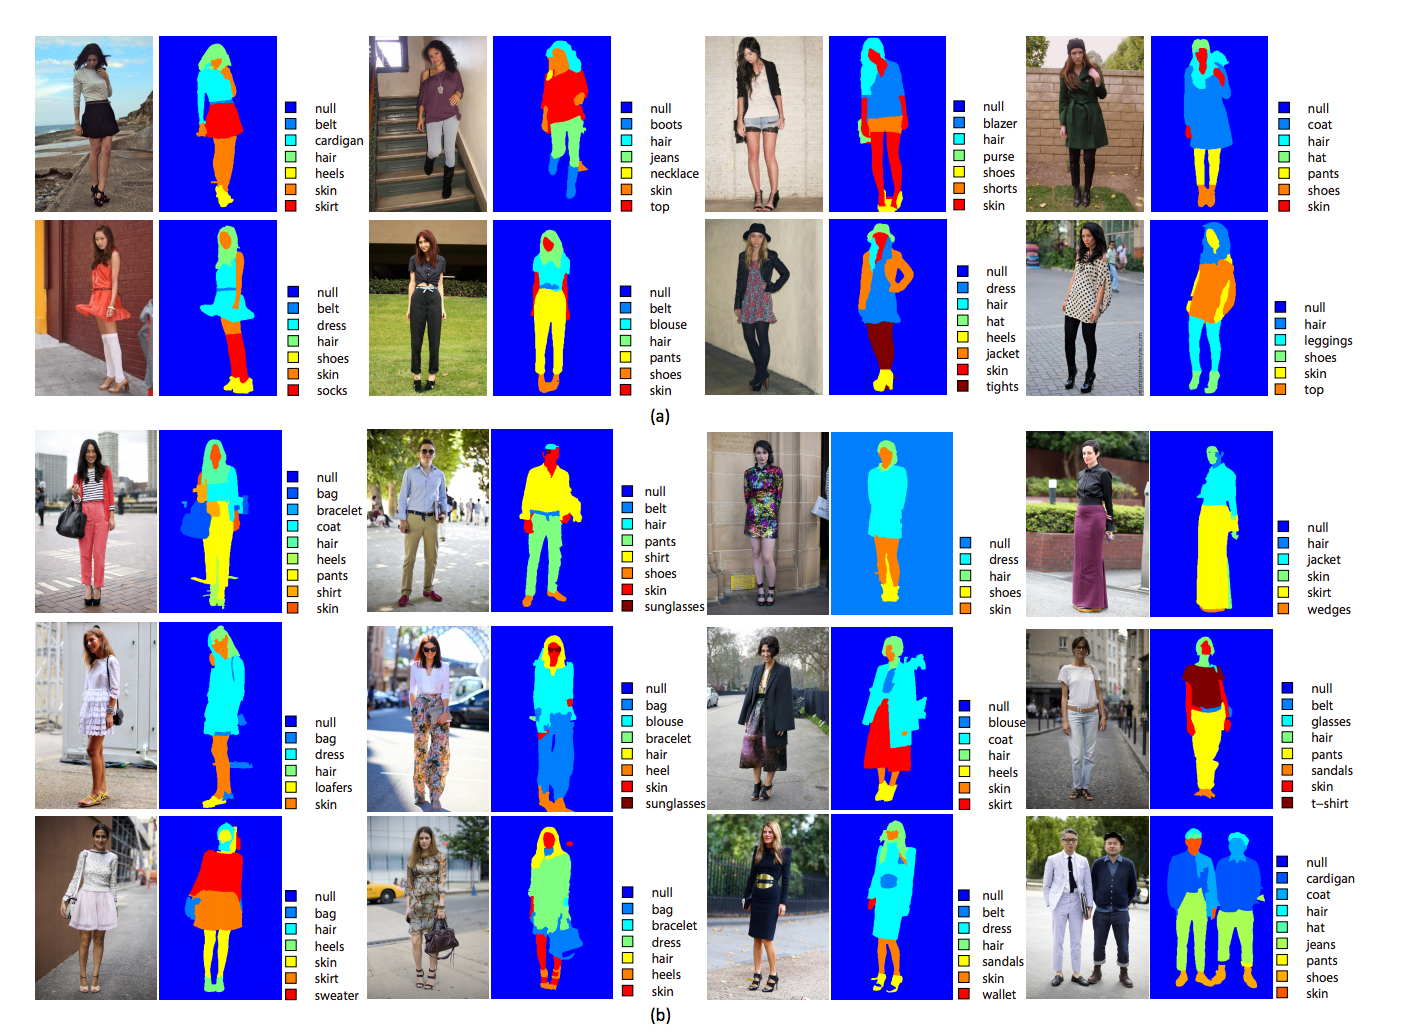 null
belt
cardigan
hair
heels
skin
skirt
null
boots
hair
jeans
necklace
skin
top
null
blazer
hair
purse
shoes
shorts
skin
null
coat
hair
hat
pants
shoes
skin
null
belt
dress
hair
shoes
skin
socks
null
belt
blouse
hair
pants
shoes
skin
null
dress
hair
hat
heels
jacket
skin
tights
null
hair
leggings
shoes
skin
top
(a)
null
bag
bracelet
coat
hair
heels
pants
shirt
skin
null
belt
hair
pants
shirt
shoes
skin
sunglasses
null
dress
hair
shoes
skin
null
hair
jacket
skin
skirt
wedges
null
bag
dress
hair
loafers
skin
null
bag
blouse
bracelet
hair
heel
skin
sunglasses
null
blouse
coat
hair
heels
skin
skirt
null
belt
glasses
hair
pants
sandals
skin
t-shirt
null
bag
hair
heels
skin
skirt
sweater
null
bag
bracelet
dress
hair
heels
skin
null
belt
dress
hair
sandals
skin
wallet
null
cardigan
coat
hair
hat
jeans
pants
shoes
skin
(b)